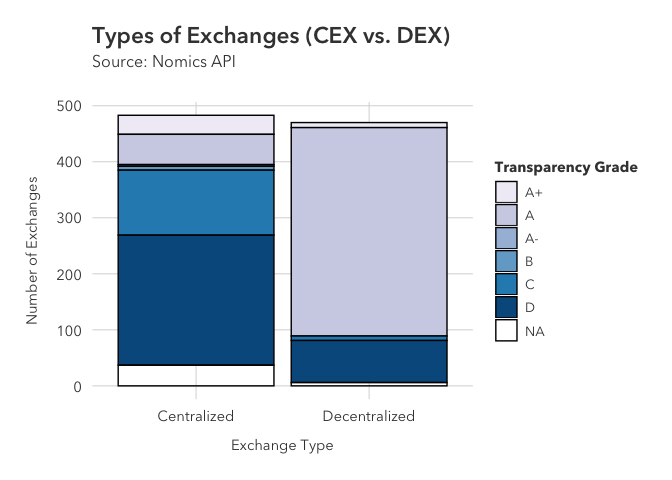 Types of Exchanges (CEX vs. DEX)
Source: Nomics API
500
400
300
200
100
0
Number of Exchanges
Centralized
Decentralized
Exchange Type
Transparency Grade
A+
A
A-
B
C
D
NA